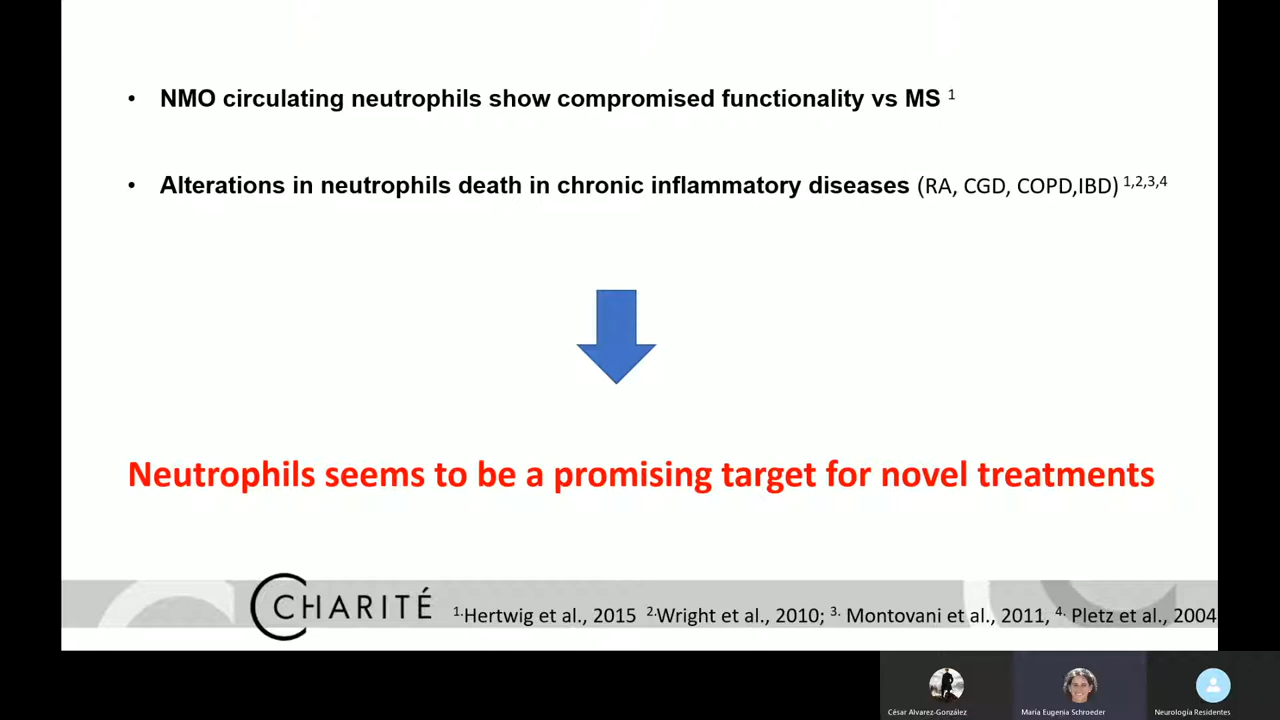 • NMO circulating neutrophils show compromised functionality vs MS 1
• Alterations in neutrophils death in chronic inflammatory diseases (RA, CGD, COPD,IBD) 1,2,3,4
Neutrophils seems to be a promising target for novel treatments
CHARITÉ
1.Hertwig et al., 2015 2.Wright et al., 2010; 3. Montovani et al., 2011, 4. Pletz et al., 2004
César Alvarez-González
María Eugenia Schroeder
Neurología Residentes